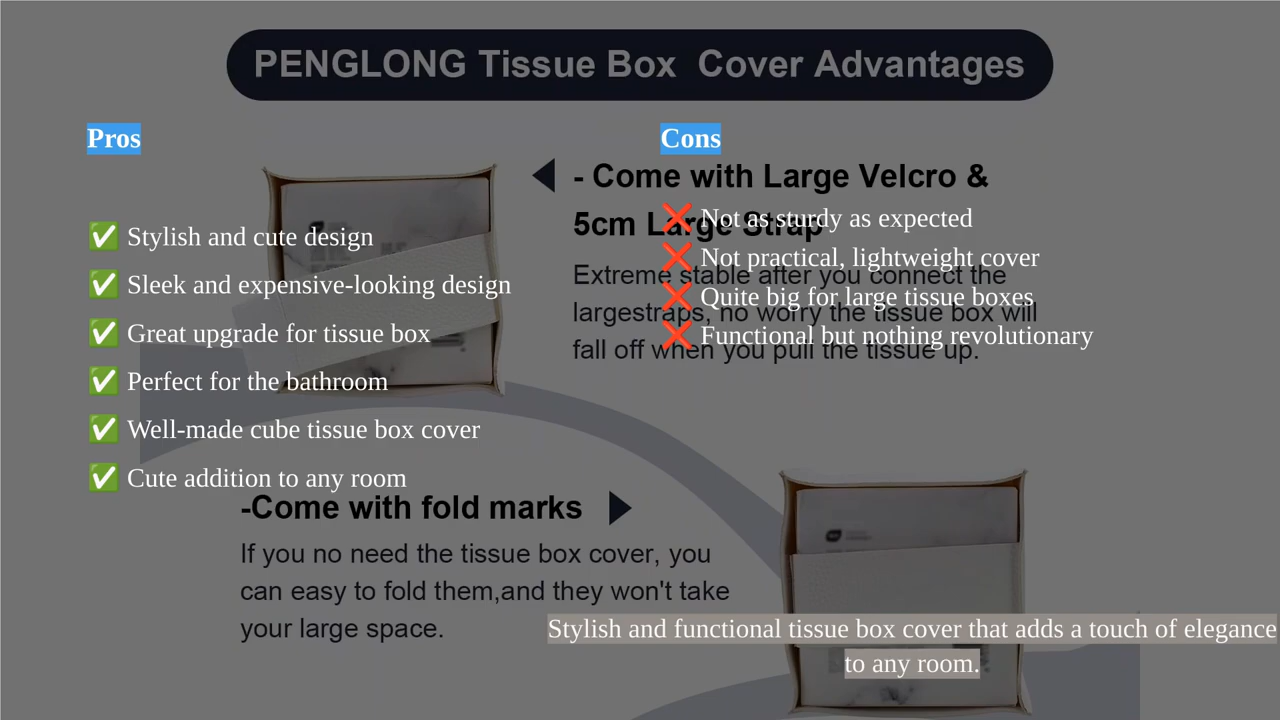 PENGLONG Tissue Box Cover Advantages
Pros
✅ Stylish and cute design
✅ Sleek and expensive-looking design
✅ Great upgrade for tissue box
✅ Perfect for the bathroom
✅ Well-made cube tissue box cover
✅ Cute addition to any room
Cons
❌ Not as sturdy as expected
❌ Not practical, lightweight cover
❌ Quite big for large tissue boxes
❌ Functional but nothing revolutionary
- Come with Large Velcro &
5cm Large Strap
Extreme stable after you connect the
largestraps, no worry the tissue box will
fall off when you pull the tissue up.
-Come with fold marks
If you no need the tissue box cover, you
can easy to fold them,and they won't take
your large space.
Stylish and functional tissue box cover that adds a touch of elegance
to any room.